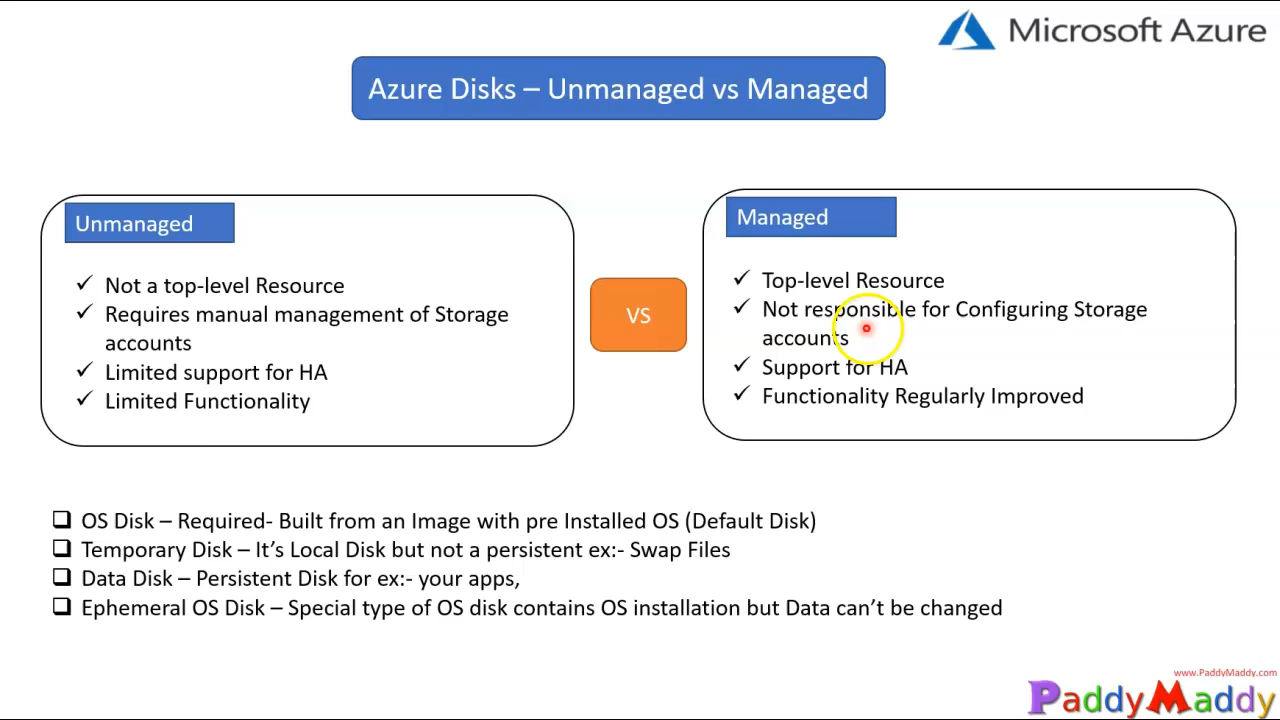 Microsoft Azure
Azure Disks – Unmanaged vs Managed
Unmanaged
✓ Not a top-level Resource
✓ Requires manual management of Storage
accounts
✓ Limited support for HA
✓ Limited Functionality
VS
Managed
✓ Top-level Resource
✓ Not responsible for Configuring Storage
accounts
✓ Support for HA
✓ Functionality Regularly Improved
❑ OS Disk – Required- Built from an Image with pre Installed OS (Default Disk)
❑ Temporary Disk – It’s Local Disk but not a persistent ex:- Swap Files
❑ Data Disk – Persistent Disk for ex:- your apps,
❑ Ephemeral OS Disk – Special type of OS disk contains OS installation but Data can’t be changed
www.PaddyMaddy.com
PaddyMaddy